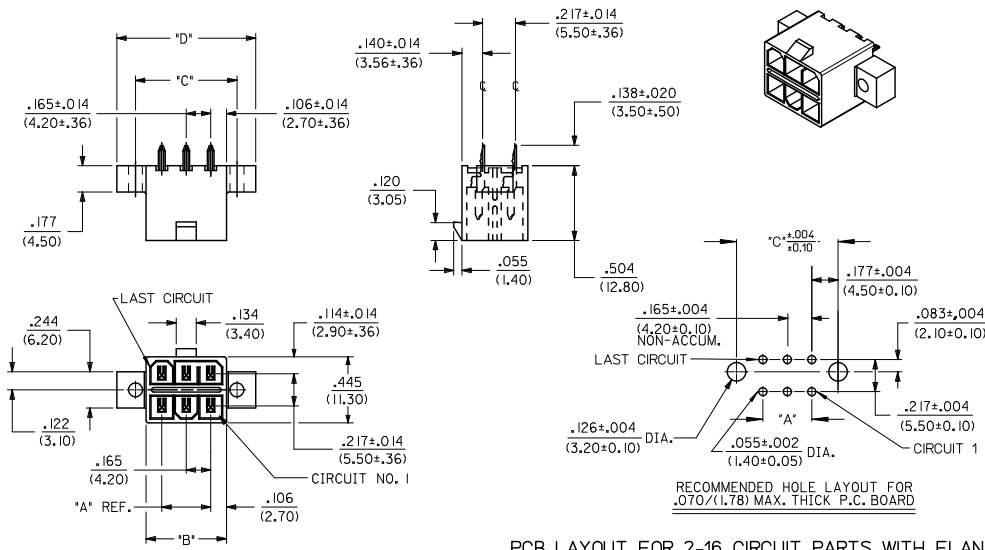 "D"
"C"
.165±.014
(4.20±.36)
.106±.014
(2.70±.36)
.177
(4.50)
.217±.014
(5.50±.36)
.140±.014
(3.56±.36)
.138±.020
(3.50±.50)
.120
(3.05)
.055
(1.40)
.504
(12.80)
LAST CIRCUIT
.134
(3.40)
.114±.014
(2.90±.36)
.244
(6.20)
.445
(11.30)
.122
(3.10)
.217±.014
(5.50±.36)
.165
(4.20)
CIRCUIT NO. 1
"A" REF.
.106
(2.70)
"B"
"C" ±.004
±0.10
.177±.004
(4.50±0.10)
.165±.004
(4.20±0.10)
NON-ACCUM.
.083±.004
(2.10±0.10)
LAST CIRCUIT
.217±.004
(5.50±0.10)
.126±.004 DIA.
(3.20±0.10)
"A"
.055±.002 DIA.
(1.40±0.05)
CIRCUIT 1
RECOMMENDED HOLE LAYOUT FOR
.070/(1.78) MAX. THICK P.C. BOARD
PCB LAYOUT FOR 2-16 CIRCUIT PARTS WITH FLAN